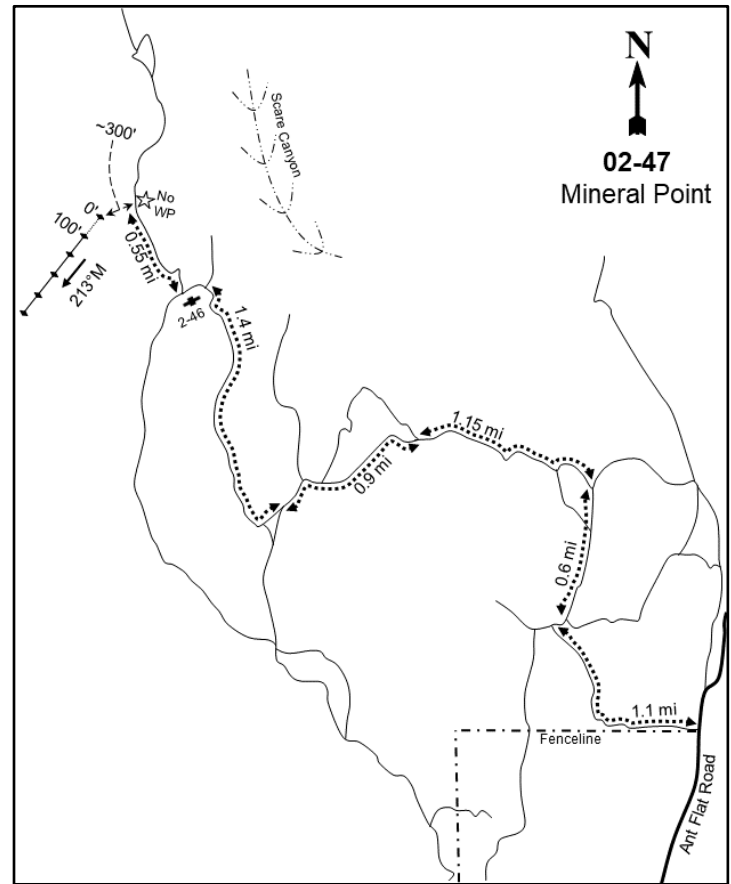 N
02-47
Mineral Point
Scare Canyon
~300'
No
WP
0'
100'
0.55 mi
213°M
2-46
1.4 mi
1.15 mi
0.9 mi
0.6 mi
1.1 mi
Fenceline
Ant Flat Road